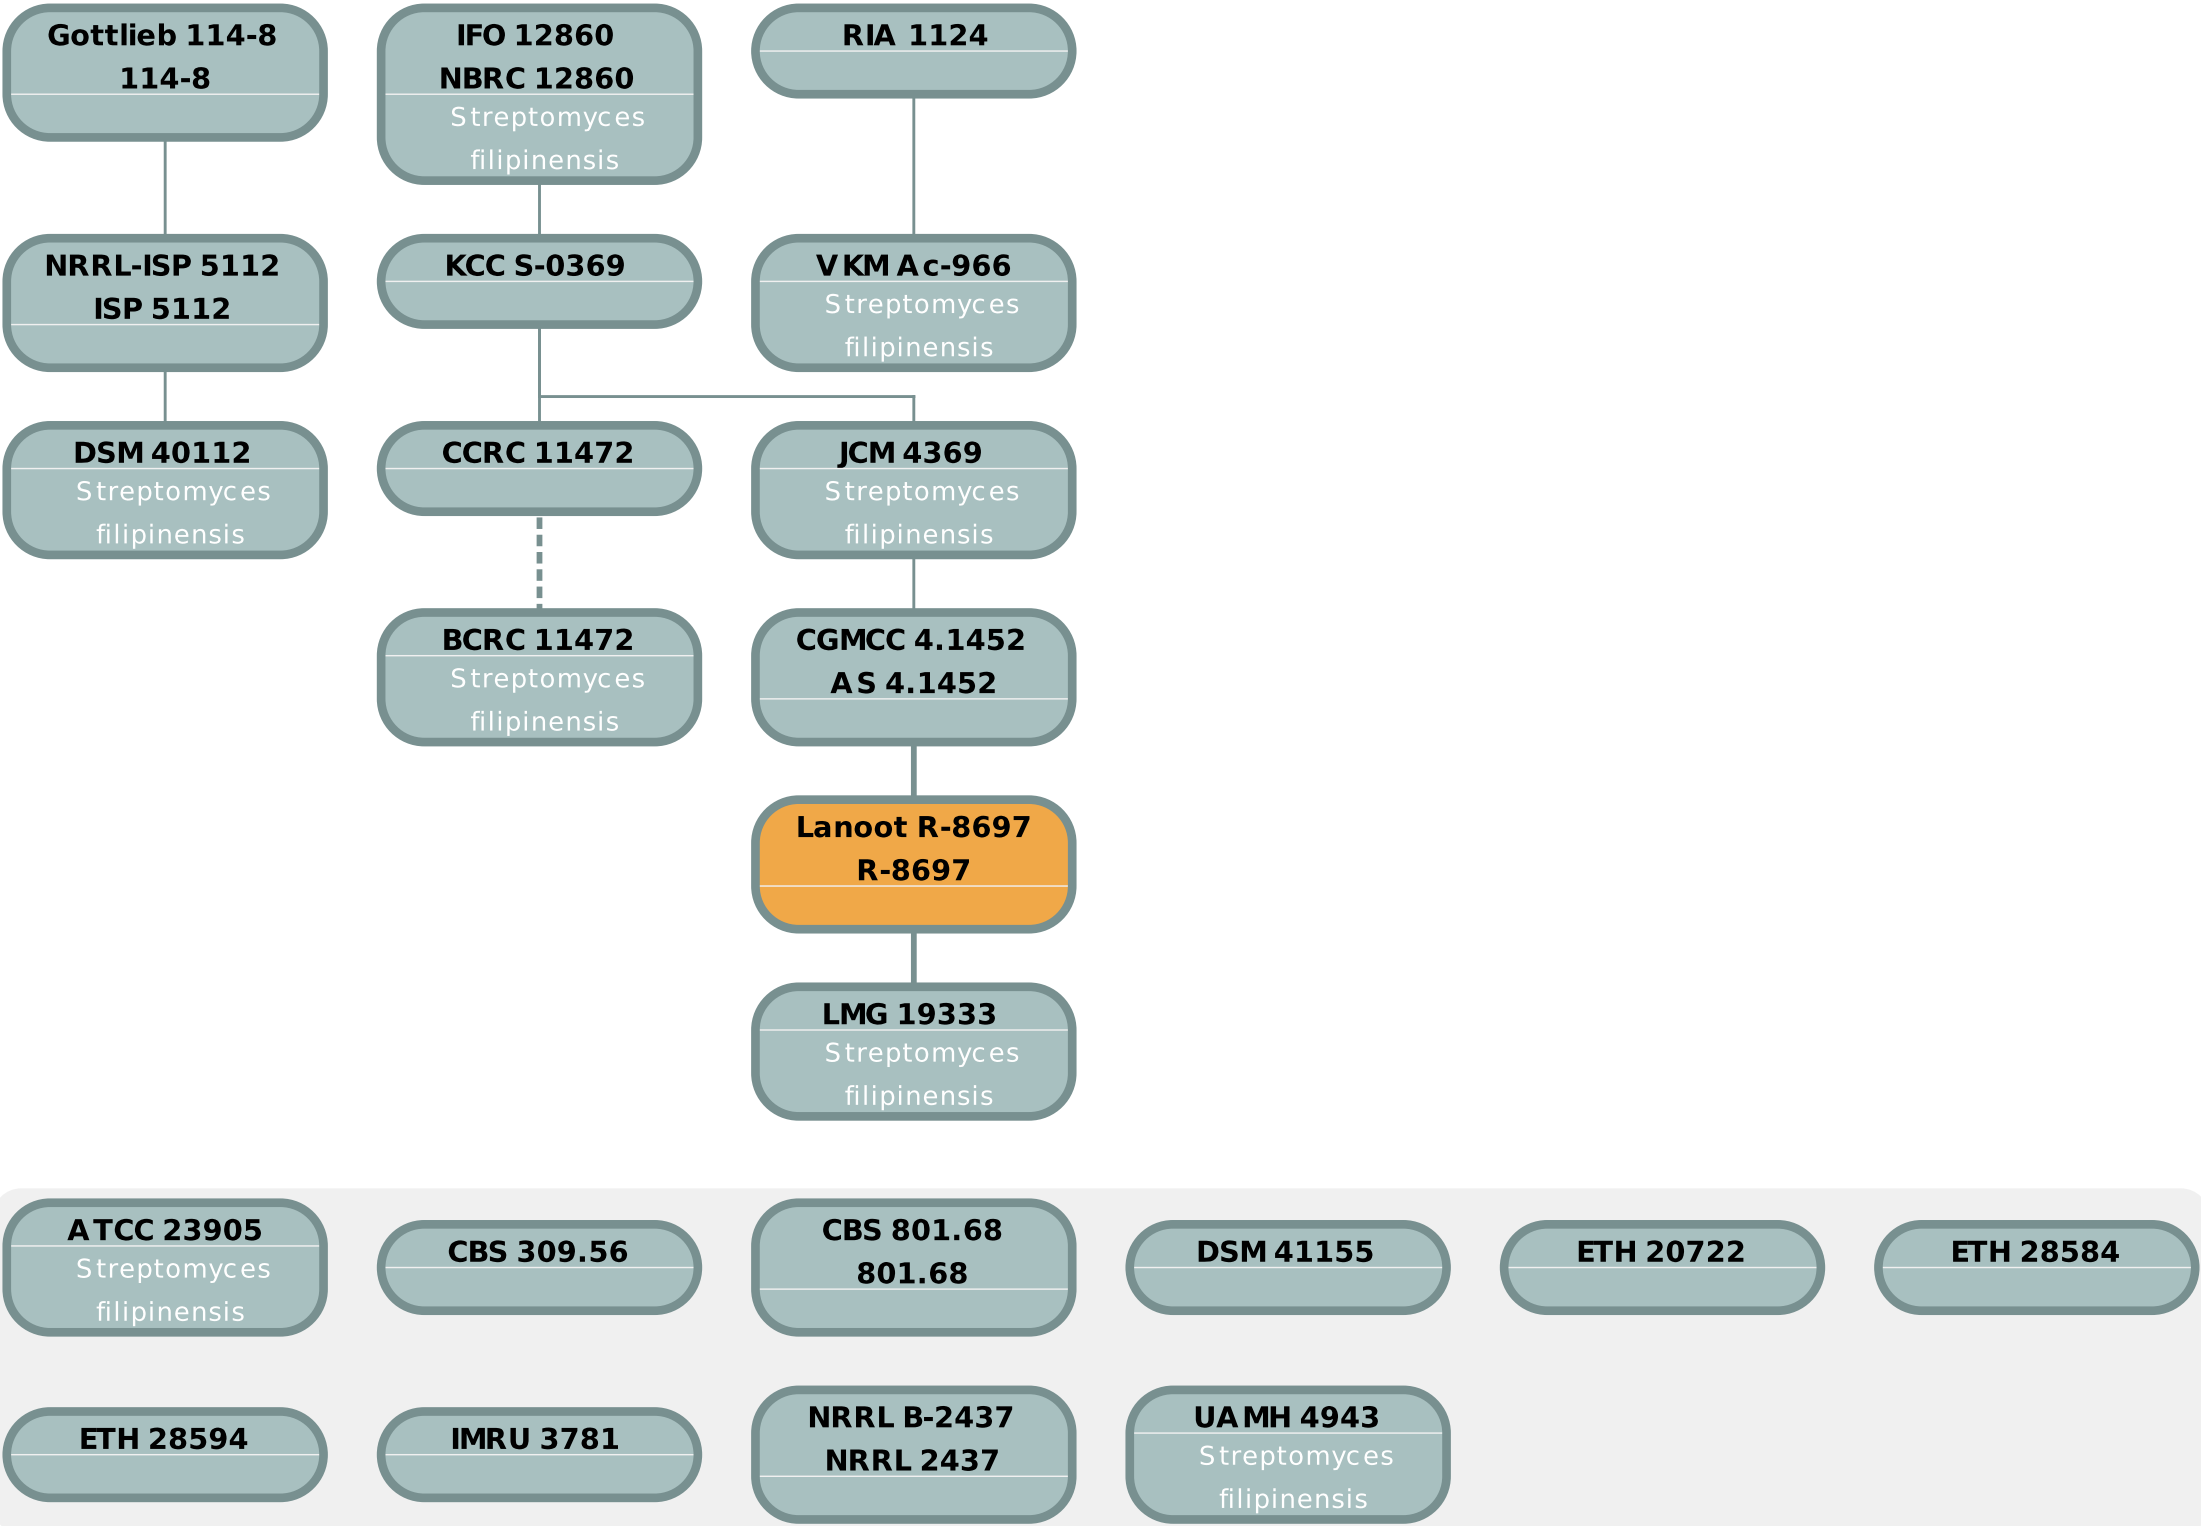 Gottlieb 114-8
114-8
IFO 12860
NBRC 12860
Streptomyces
filipinensis
RIA 1124
NRRL-ISP 5112
ISP 5112
KCC S-0369
VKM Ac-966
Streptomyces
filipinensis
DSM 40112
Streptomyces
filipinensis
CCRC 11472
JCM 4369
Streptomyces
filipinensis
BCRC 11472
Streptomyces
filipinensis
CGMCC 4.1452
AS 4.1452
Lanoot R-8697
R-8697
LMG 19333
Streptomyces
filipinensis
ATCC 23905
Streptomyces
filipinensis
CBS 309.56
CBS 801.68
801.68
DSM 41155
ETH 20722
ETH 28584
ETH 28594
IMRU 3781
NRRL B-2437
NRRL 2437
UAMH 4943
Streptomyces
filipinensis